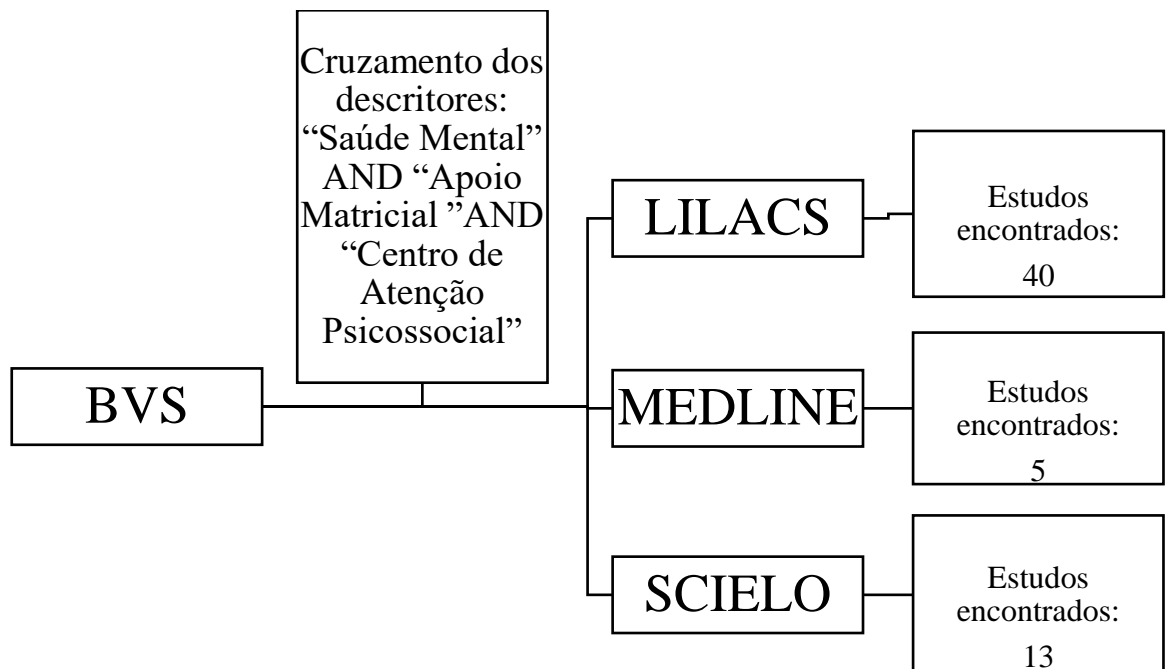 Cruzamento dos
descritores:
“Saúde Mental”
AND “Apoio
Matricial ”AND
“Centro de
Atenção
Psicossocial”
BVS
LILACS
Estudos
encontrados:
40
MEDLINE
Estudos
encontrados:
5
SCIELO
Estudos
encontrados:
13